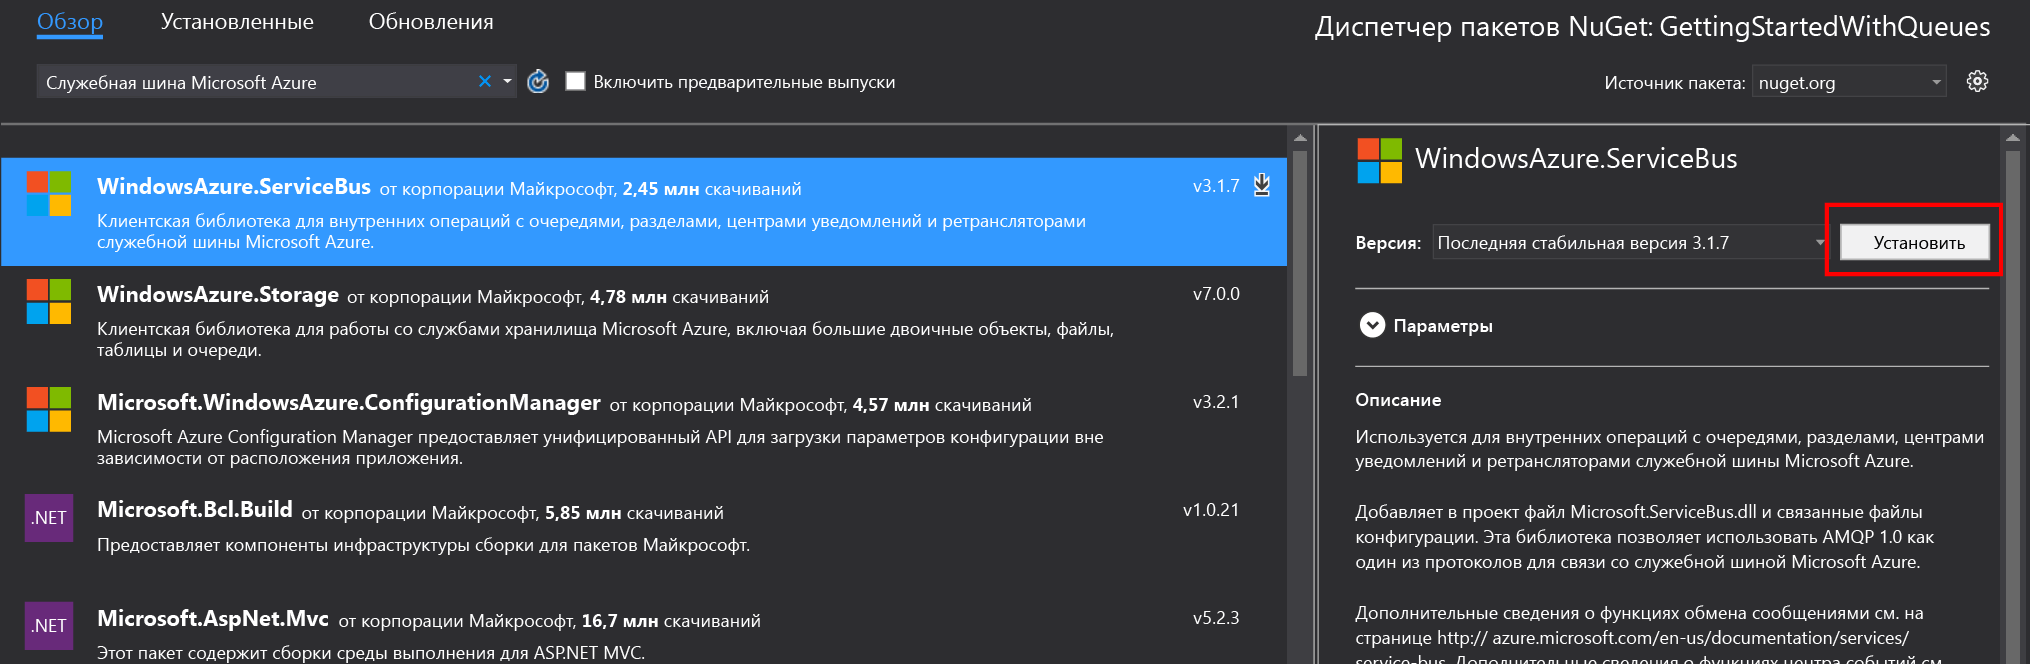 Обзор Установленные Обновления
Диспетчер пакетов NuGet: GettingStartedWithQueues
Служебная шина Microsoft Azure
Включить предварительные выпуски
Источник пакета: nuget.org
WindowsAzure.ServiceBus от корпорации Майкрософт, 2,45 млн скачиваний v3.1.7
Клиентская библиотека для внутренних операций с очередями, разделами, центрами уведомлений и ретрансляторами
служебной шины Microsoft Azure.
WindowsAzure.Storage от корпорации Майкрософт, 4,78 млн скачиваний v7.0.0
Клиентская библиотека для работы со службами хранилища Microsoft Azure, включая большие двоичные объекты, файлы,
таблицы и очереди.
Microsoft.WindowsAzure.ConfigurationManager от корпорации Майкрософт, 4,57 млн скачиваний v3.2.1
Microsoft Azure Configuration Manager предоставляет унифицированный API для загрузки параметров конфигурации вне
зависимости от расположения приложения.
.NET
Microsoft.Bcl.Build от корпорации Майкрософт, 5,85 млн скачиваний v1.0.21
Предоставляет компоненты инфраструктуры сборки для пакетов Майкрософт.
.NET
Microsoft.AspNet.Mvc от корпорации Майкрософт, 16,7 млн скачиваний v5.2.3
Этот пакет содержит сборки среды выполнения для ASP.NET MVC.
WindowsAzure.ServiceBus
Версия: Последняя стабильная версия 3.1.7 Установить
Параметры
Описание
Используется для внутренних операций с очередями, разделами, центрами
уведомлений и ретрансляторами служебной шины Microsoft Azure.
Добавляет в проект файл Microsoft.ServiceBus.dll и связанные файлы
конфигурации. Эта библиотека позволяет использовать AMQP 1.0 как
один из протоколов для связи со служебной шиной Microsoft Azure.
Дополнительные сведения о функциях обмена сообщениями см. на
странице http:// azure.microsoft.com/en-us/documentation/services/
service-bus. Дополнительные сведения о функциях центра событий см.